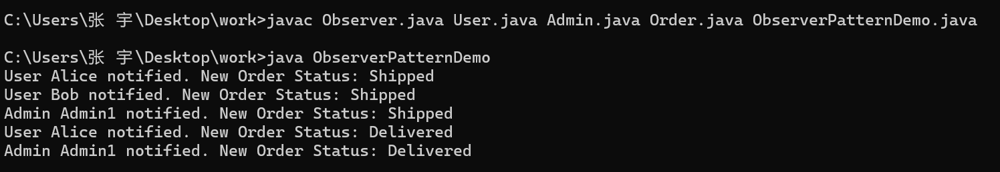 C:\Users\张 宇\Desktop\work>javac Observer.java User.java Admin.java Order.java ObserverPatternDemo.java
C:\Users\张 宇\Desktop\work>java ObserverPatternDemo
User Alice notified. New Order Status: Shipped
User Bob notified. New Order Status: Shipped
Admin Admin1 notified. New Order Status: Shipped
User Alice notified. New Order Status: Delivered
Admin Admin1 notified. New Order Status: Delivered